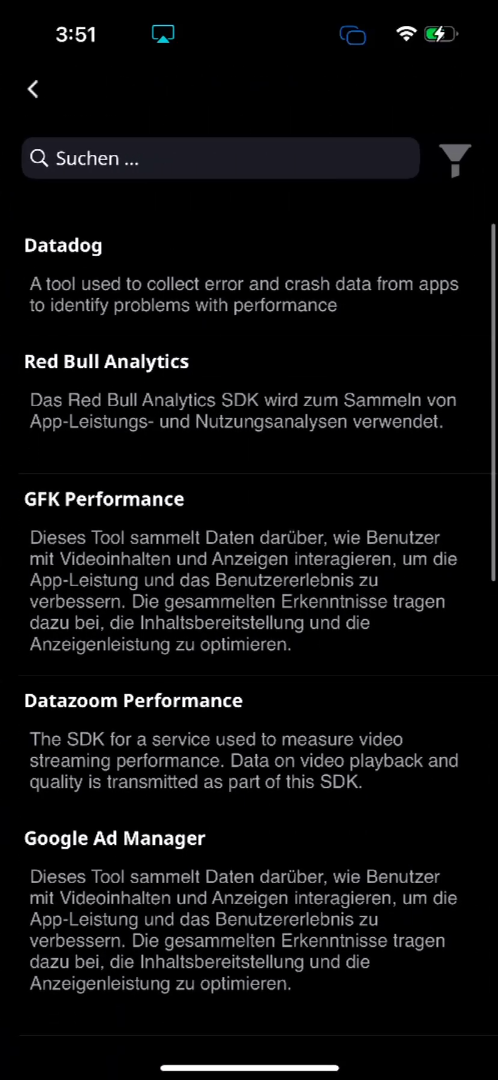 3:51
Suchen ...
Datadog
A tool used to collect error and crash data from apps
to identify problems with performance
Red Bull Analytics
Das Red Bull Analytics SDK wird zum Sammeln von
App-Leistungs- und Nutzungsanalysen verwendet.
GFK Performance
Dieses Tool sammelt Daten darüber, wie Benutzer
mit Videoinhalten und Anzeigen interagieren, um die
App-Leistung und das Benutzererlebnis zu
verbessern. Die gesammelten Erkenntnisse tragen
dazu bei, die Inhaltsbereitstellung und die
Anzeigenleistung zu optimieren.
Datazoom Performance
The SDK for a service used to measure video
streaming performance. Data on video playback and
quality is transmitted as part of this SDK.
Google Ad Manager
Dieses Tool sammelt Daten darüber, wie Benutzer
mit Videoinhalten und Anzeigen interagieren, um die
App-Leistung und das Benutzererlebnis zu
verbessern. Die gesammelten Erkenntnisse tragen
dazu bei, die Inhaltsbereitstellung und die
Anzeigenleistung zu optimieren.